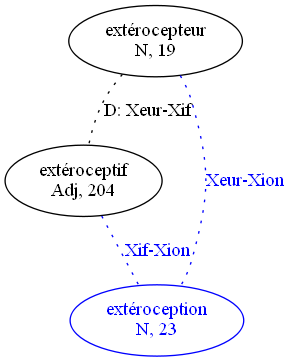 extérocepteur
N, 19
D: Xeur-Xif
extéroceptif
Adj, 204
Xeur-Xion
Xif-Xion
extéroception
N, 23